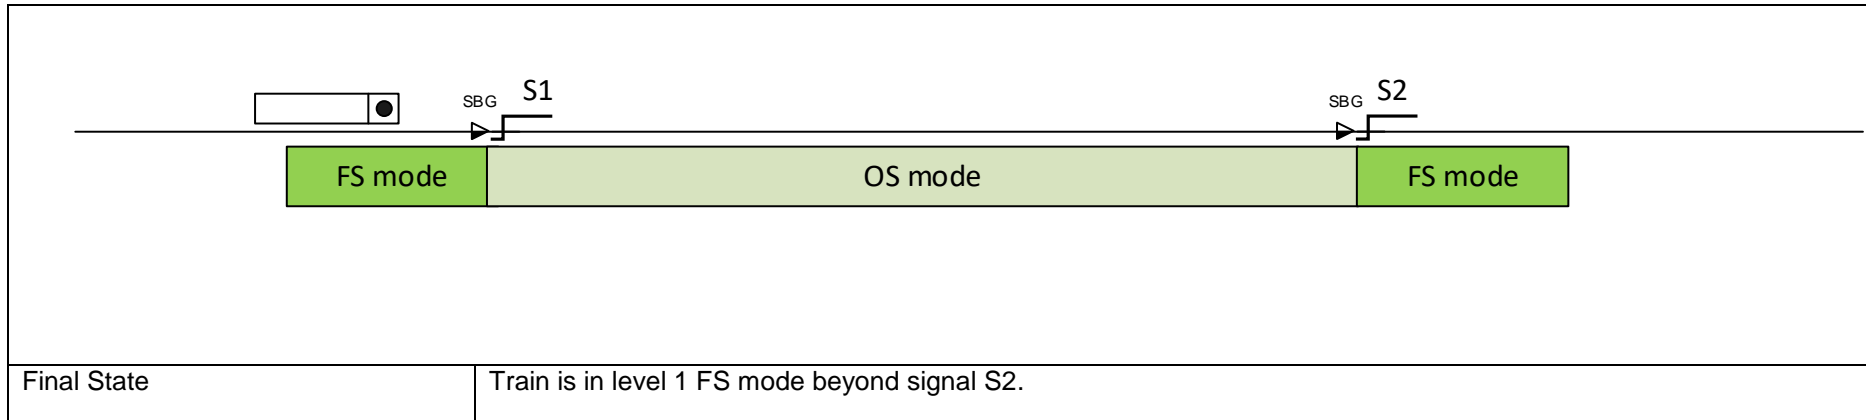 SBG S1
SBG S2
FS mode
OS mode
FS mode
Final State
Train is in level 1 FS mode beyond signal S2.